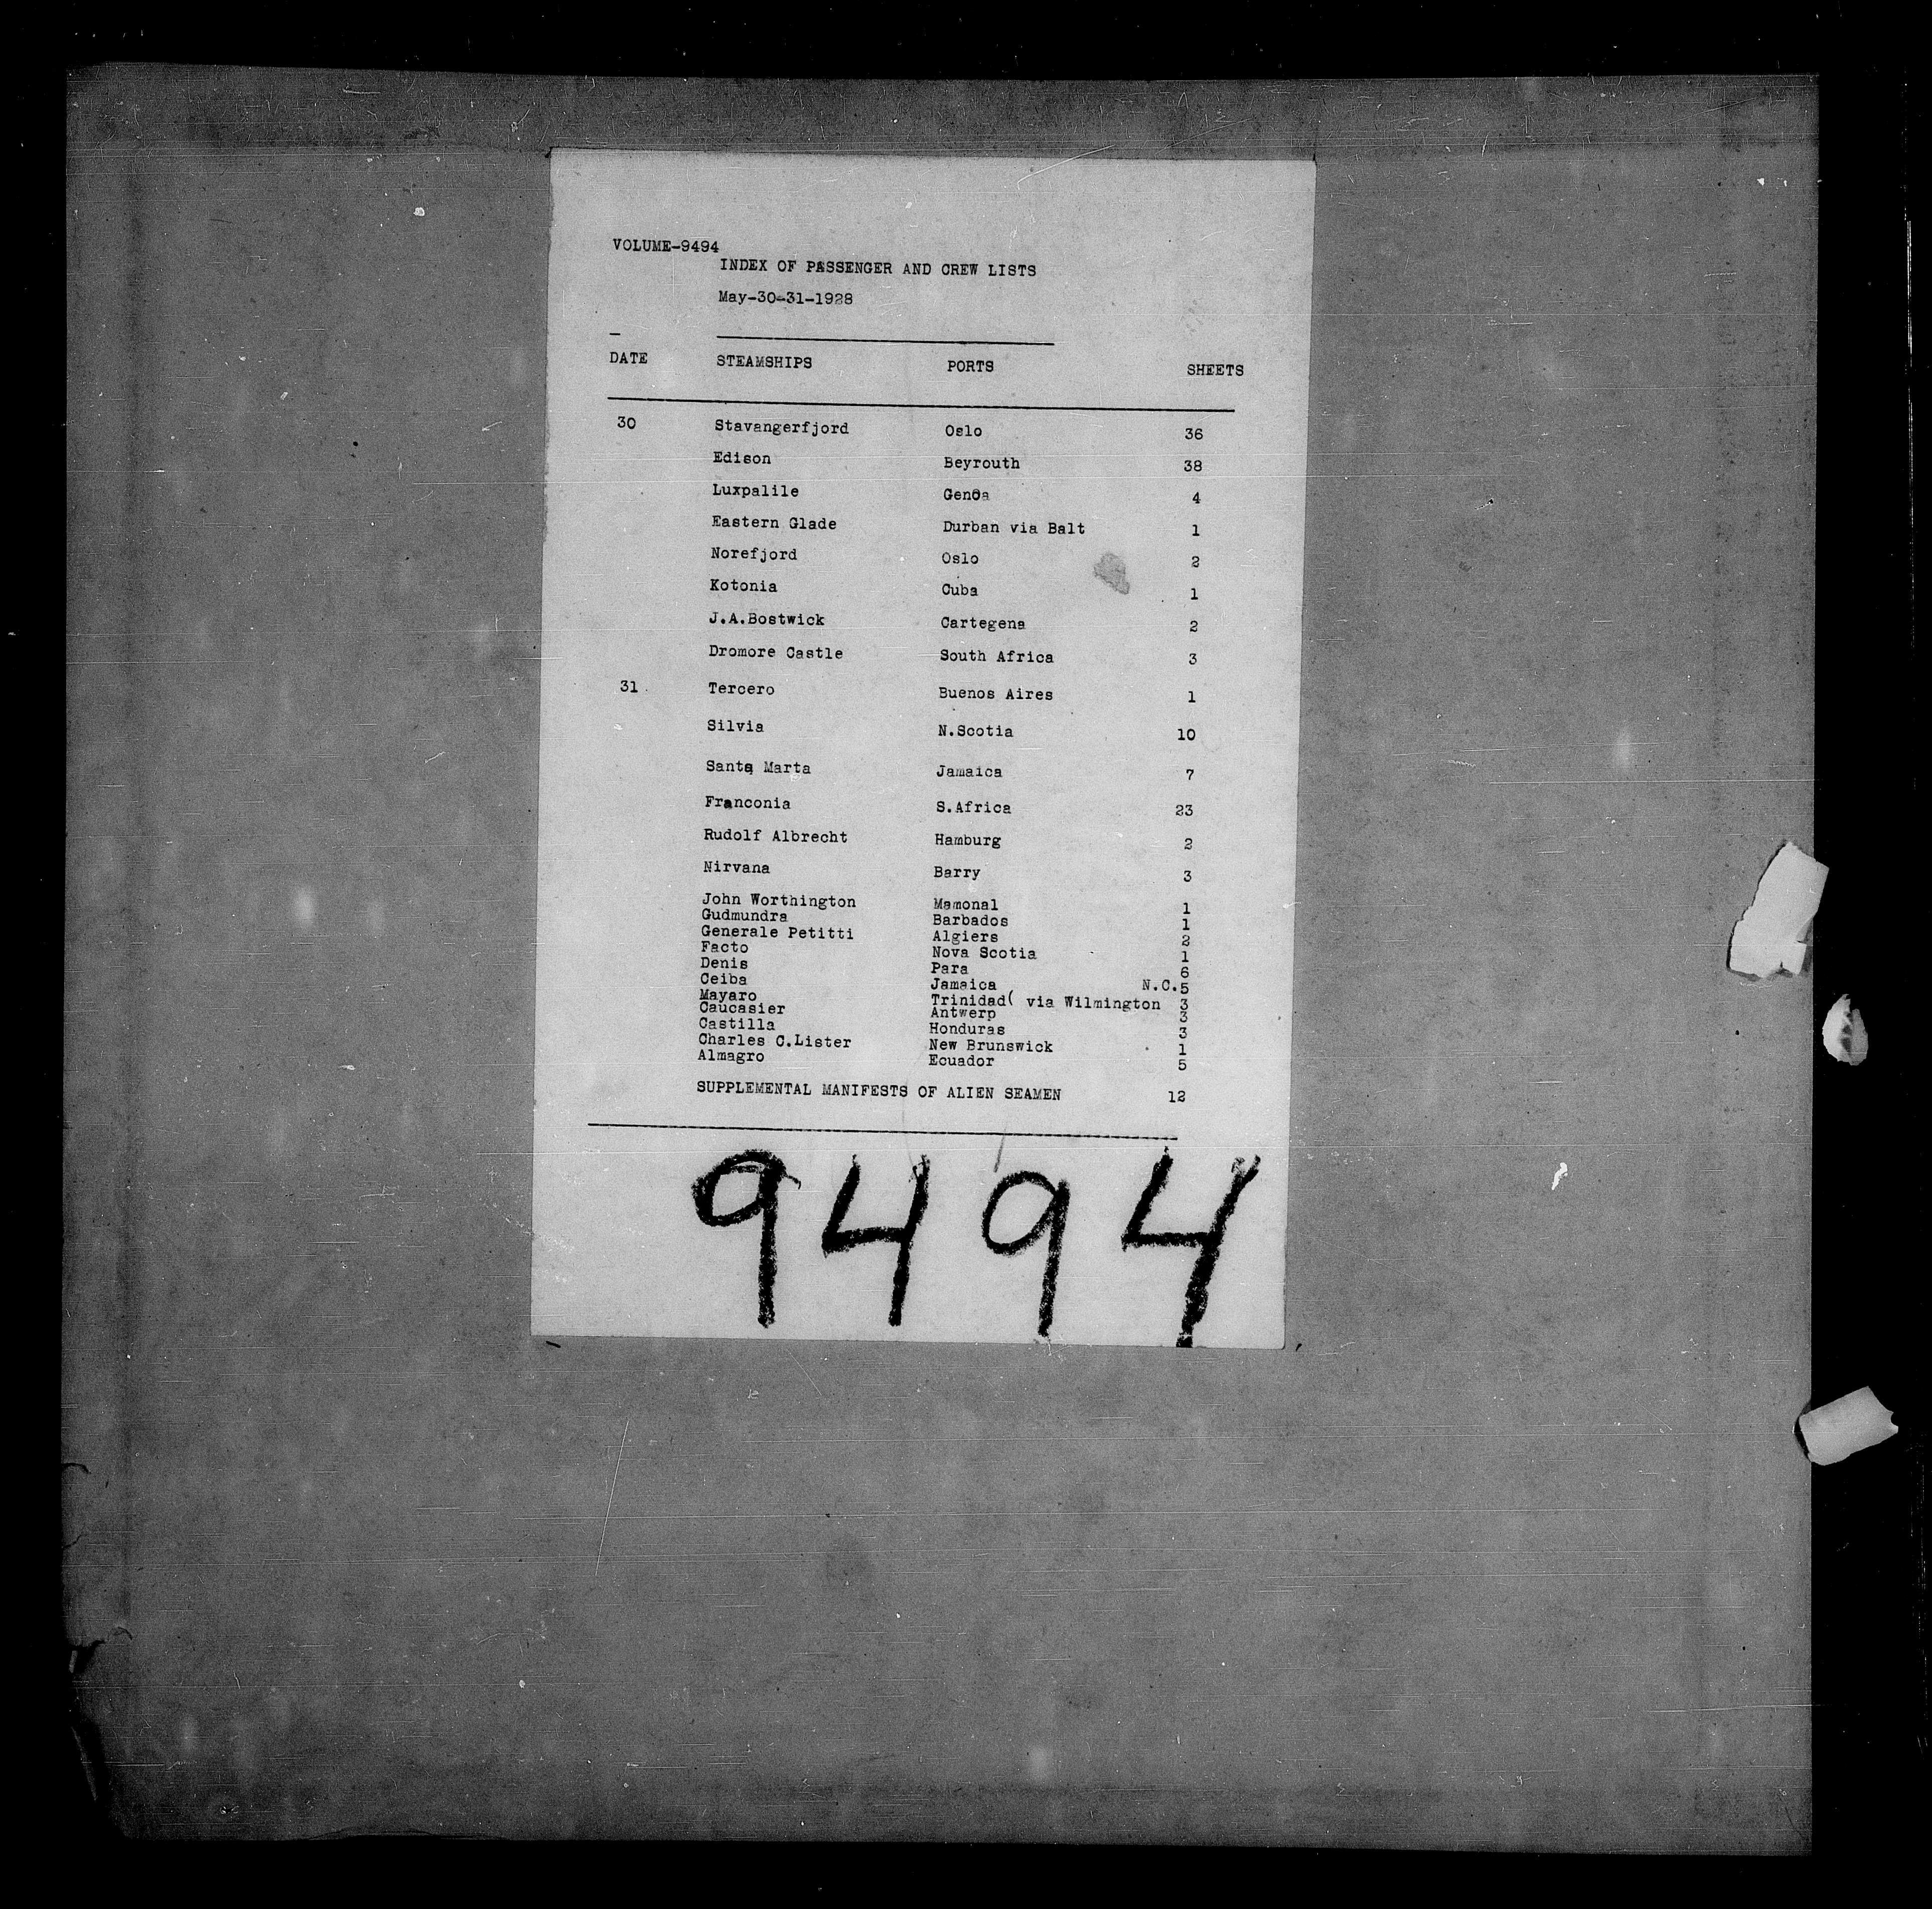 VOLUME-9494
INDEX OF PASSENGER AND CREW LISTS
May-30-31-1928
DATE STEAMSHIPS PORTS SHEETS
30 Stavangerfjord Oslo 36
Edison Beyrouth 38
Luxpalile Genoa 4
Eastern Glade Durban via Balt 1
Norefjord Oslo 2
Kotonia Cuba 1
J.A.Bostwick Cartegena 2
Dromore Castle South Africa 3
31 Tercero Buenos Aires 1
Silvia N.Scotia 10
Santa Marta Jamaica 7
Franconia S.Africa 23
Rudolf Albrecht Hamburg 2
Nirvana Barry 3
John Worthington Mamonal 1
Gudmundra Barbados 1
Generale Petitti Algiers 2
Facto Nova Scotia 1
Denis Para 6
Ceiba Jamaica N.C. 5
Mayaro Trinidad( via Wilmington 3
Caucasier Antwerp 3
Castilla Honduras 3
Charles C.Lister New Brunswick 1
Almagro Ecuador 5
SUPPLEMENTAL MANIFESTS OF ALIEN SEAMEN 12
9494